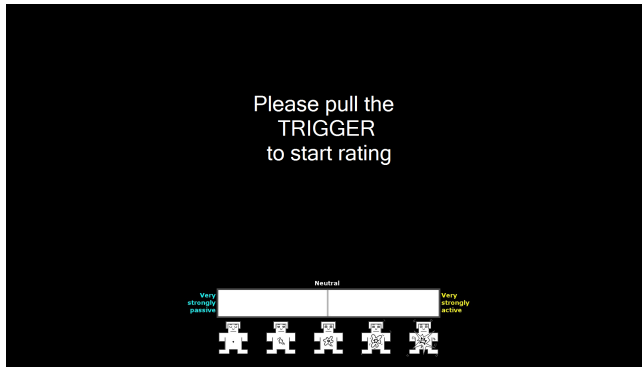 Please pull the
TRIGGER
to start rating
Neutral
Very
strongly
passive
Very
strongly
active